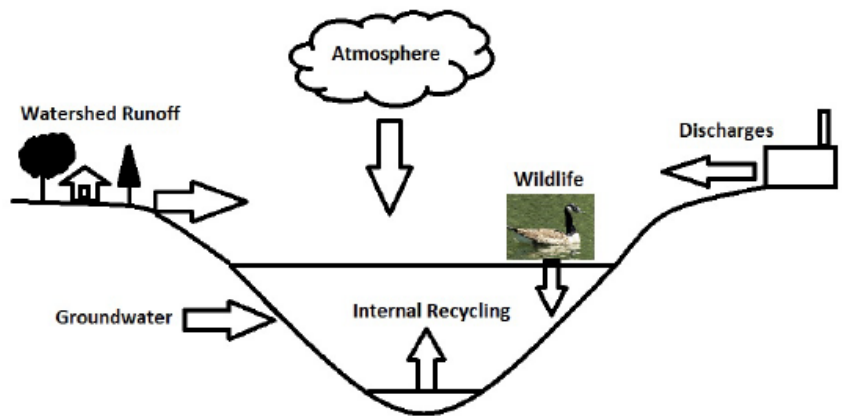 Atmosphere
Watershed Runoff
Discharges
Wildlife
Groundwater
Internal Recycling